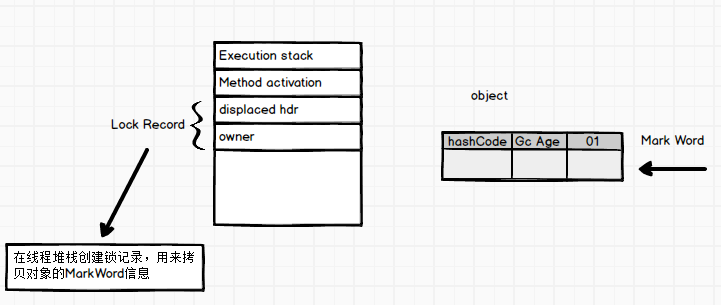 Execution stack
Method activation
displaced hdr
owner
Lock Record
object
hashCode Gc Age 01
Mark Word
在线程堆栈创建锁记录，用来拷
贝对象的MarkWord信息